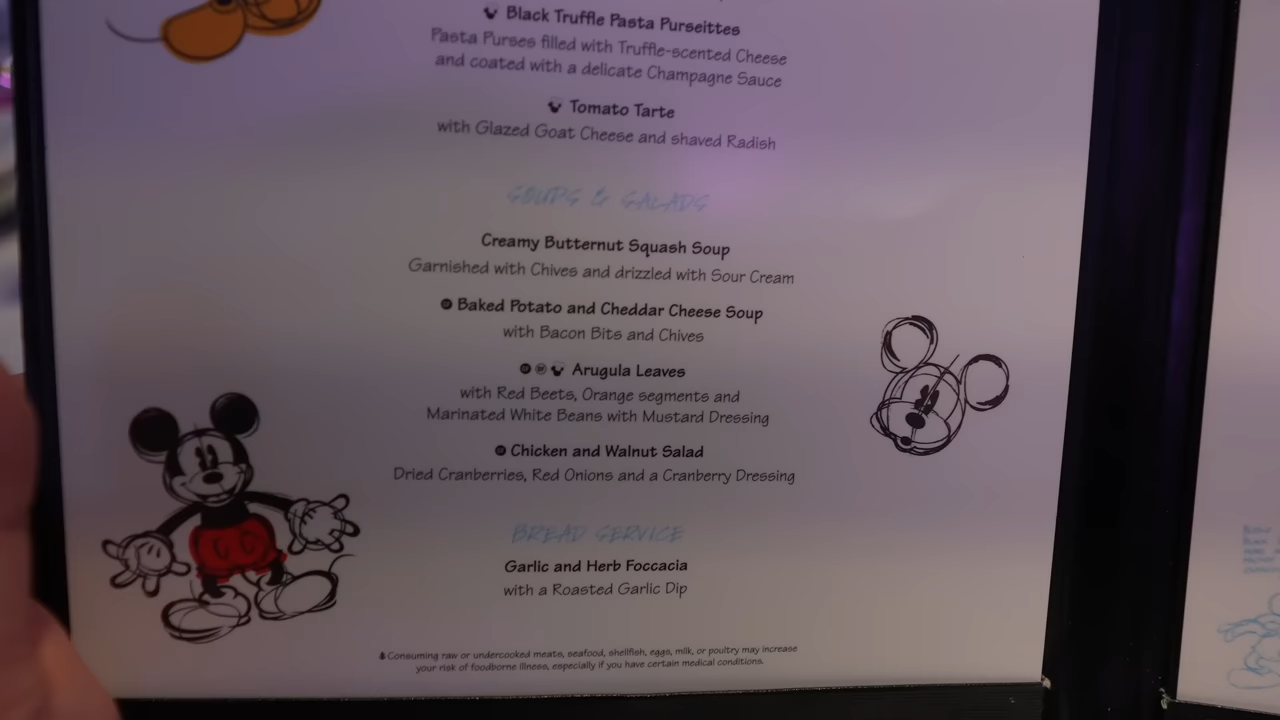 Black Truffle Pasta Purseittes
Pasta Purses filled with Truffle-scented Cheese
and coated with a delicate Champagne Sauce
Tomato Tarte
with Glazed Goat Cheese and shaved Radish
SOUPS & SALADS
Creamy Butternut Squash Soup
Garnished with Chives and drizzled with Sour Cream
Baked Potato and Cheddar Cheese Soup
with Bacon Bits and Chives
Arugula Leaves
with Red Beets, Orange segments and
Marinated White Beans with Mustard Dressing
Chicken and Walnut Salad
Dried Cranberries, Red Onions and a Cranberry Dressing
BREAD SERVICE
Garlic and Herb Foccacia
with a Roasted Garlic Dip
Consuming raw or undercooked meats, seafood, shellfish, eggs, milk, or poultry may increase
your risk of foodborne illness, especially if you have certain medical conditions.